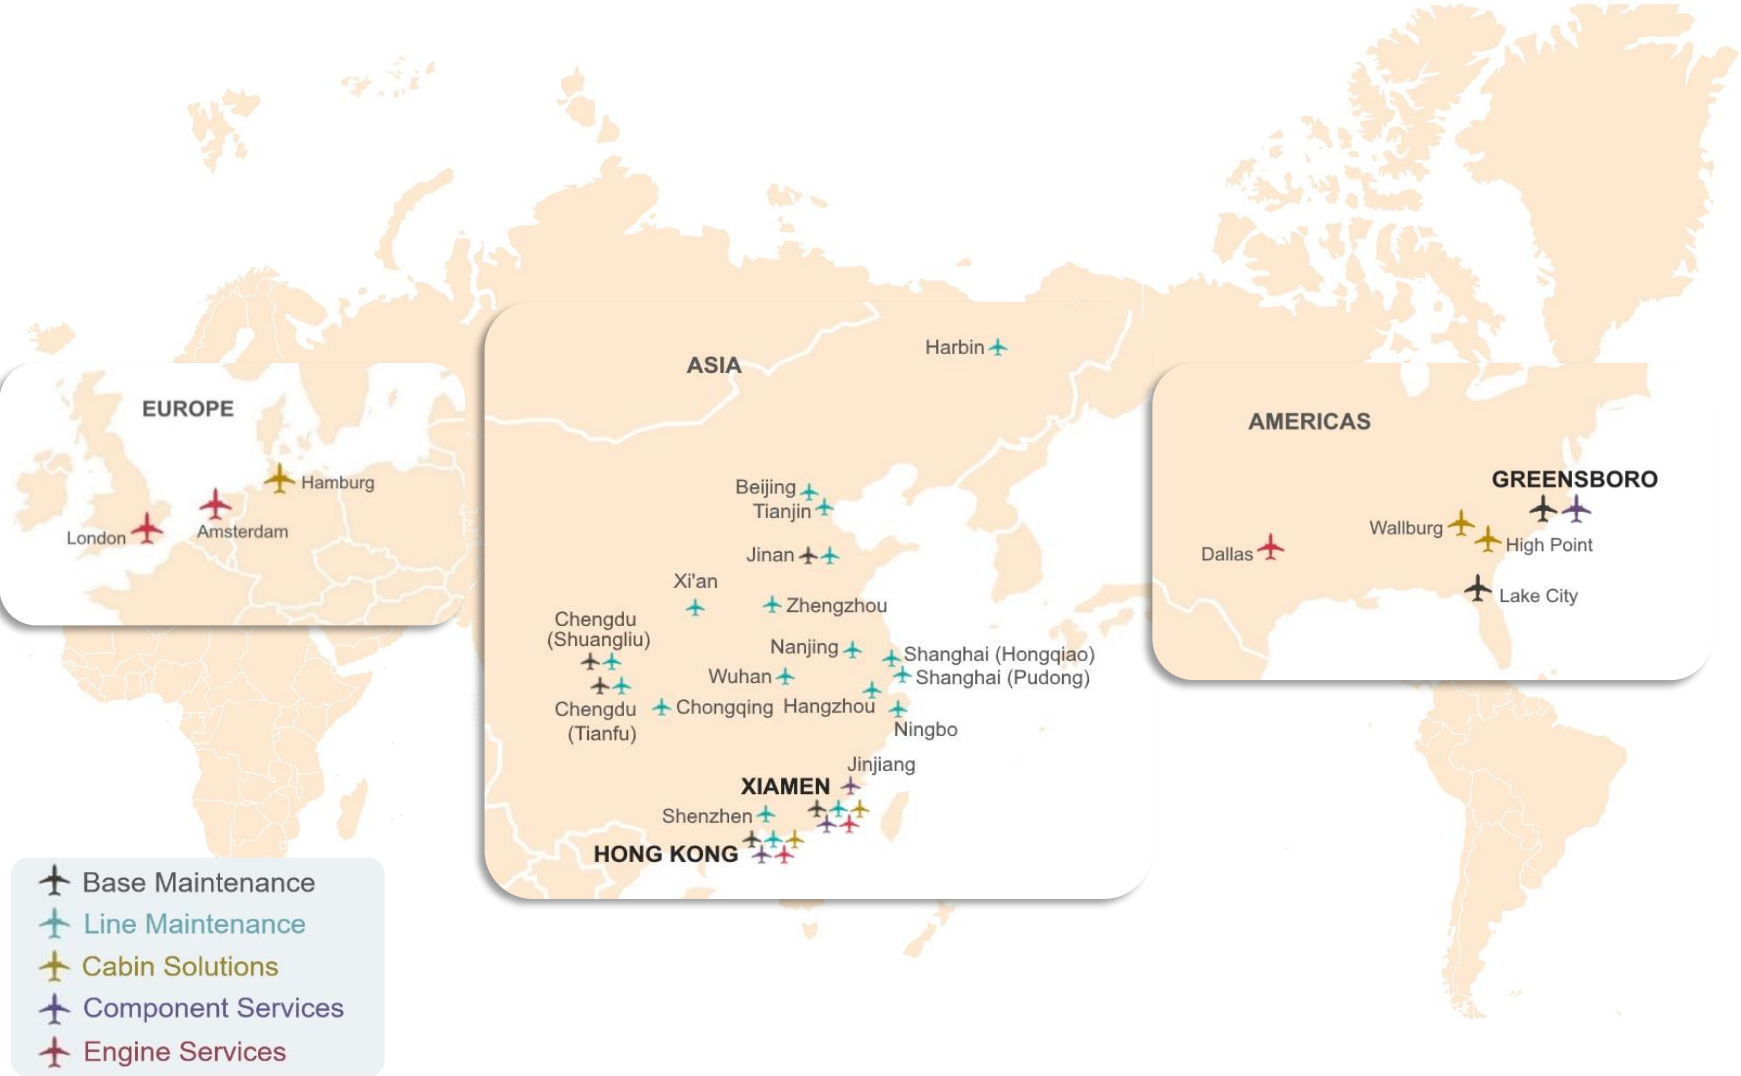 EUROPE
Hamburg
London
Amsterdam
ASIA
Harbin
Beijing
Tianjin
Jinan
Xi'an
Zhengzhou
Chengdu
(Shuangliu)
Nanjing
Shanghai (Hongqiao)
Shanghai (Pudong)
Wuhan
Chengdu
(Tianfu)
Chongqing
Hangzhou
Ningbo
Jinjiang
XIAMEN
Shenzhen
HONG KONG
AMERICAS
GREENSBORO
Wallburg
High Point
Dallas
Lake City
Base Maintenance
Line Maintenance
Cabin Solutions
Component Services
Engine Services